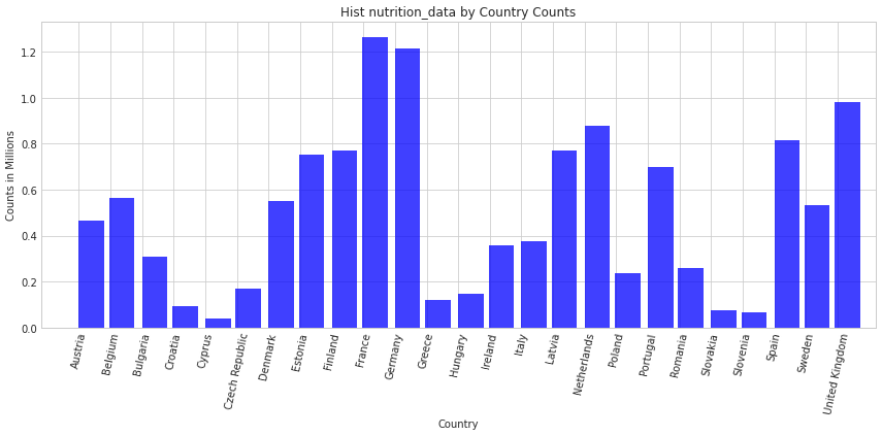 Hist nutrition_data by Country Counts
Counts in Millions
1.2
1.0
0.8
0.6
0.4
0.2
0.0
Austria
Belgium
Bulgaria
Croatia
Cyprus
Czech Republic
Denmark
Estonia
Finland
France
Germany
Greece
Hungary
Ireland
Italy
Latvia
Netherlands
Poland
Portugal
Romania
Slovakia
Slovenia
Spain
Sweden
United Kingdom
Country